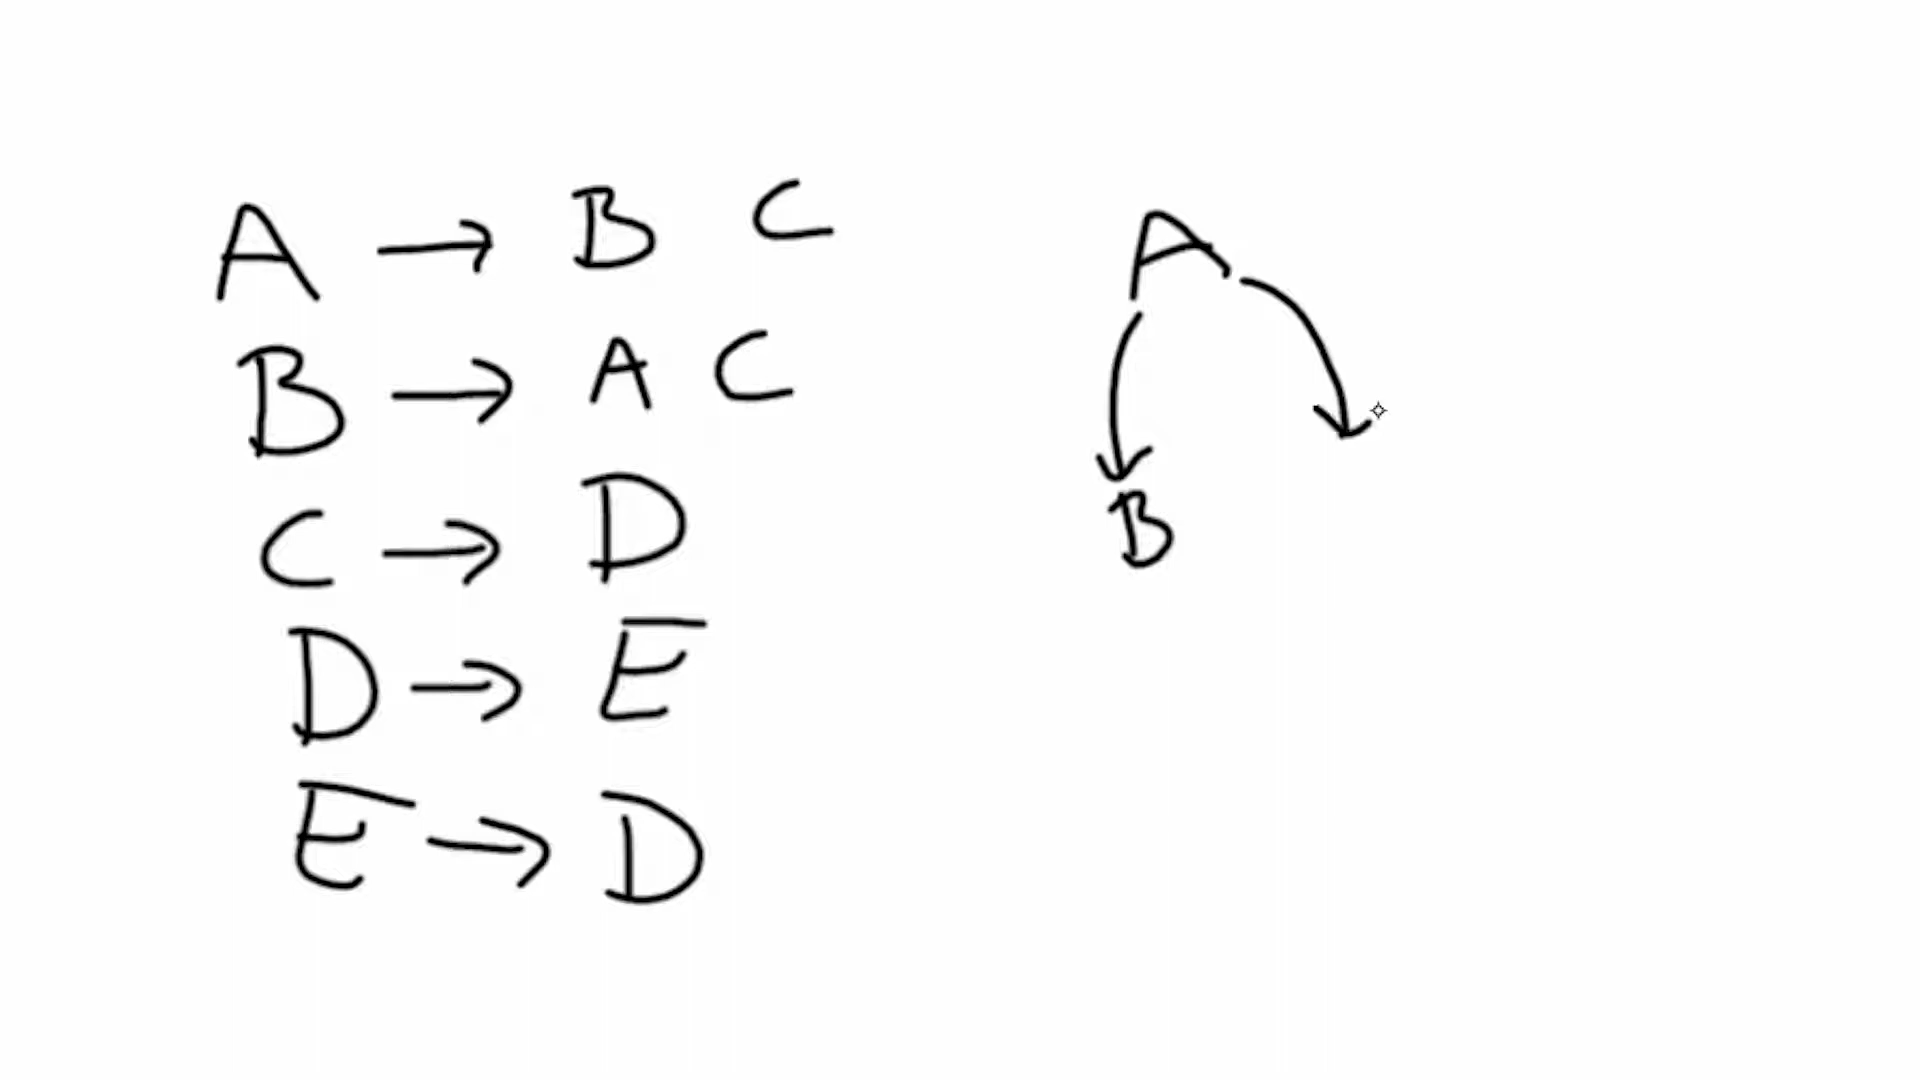 A → B C
B → A C
C → D
D → E
E → D
A
B